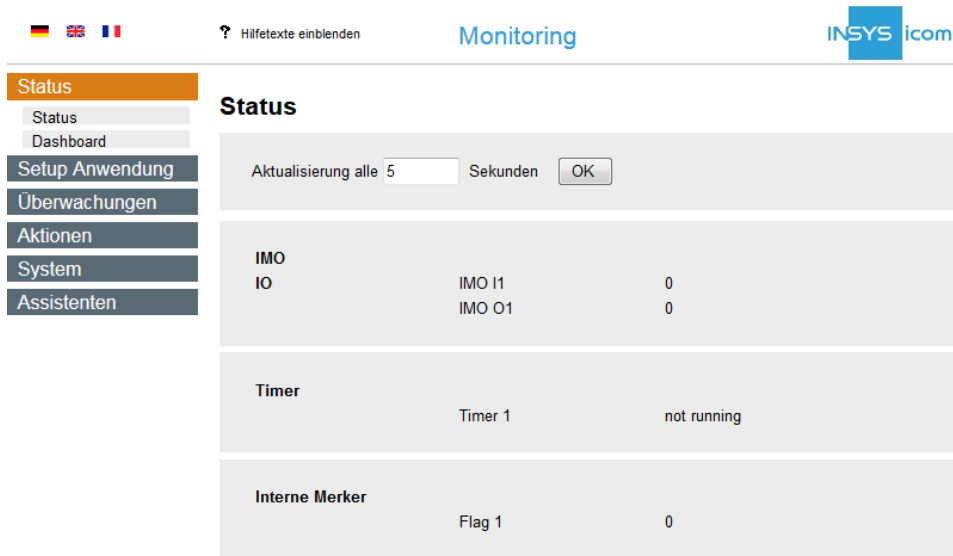 ? Hilfetexte einblenden
Monitoring
INSYS icom
Status
Status
Dashboard
Setup Anwendung
Überwachungen
Aktionen
System
Assistenten
Status
Aktualisierung alle 5 Sekunden OK
IMO
IO IMO I1 0
IMO O1 0
Timer
Timer 1 not running
Interne Merker
Flag 1 0